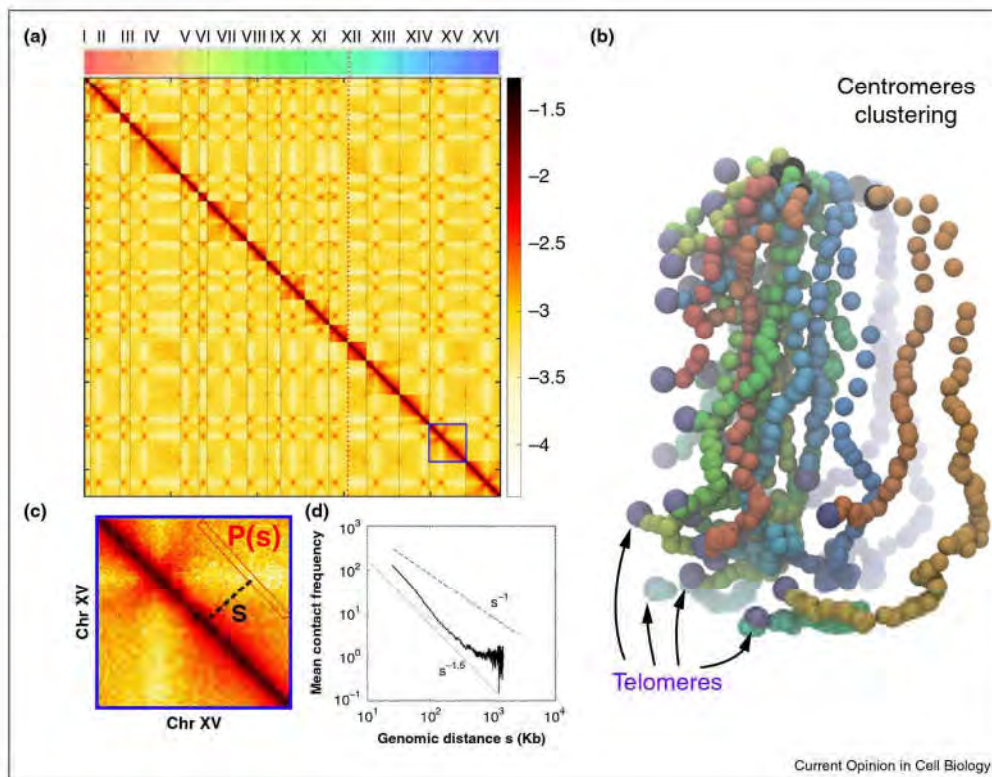 (a)
I II III IV V VI VII VIII IX X XI XII XIII XIV XV XVI
−1.5
−2
−2.5
−3
−3.5
−4
(b)
Centromeres
clustering
Telomeres
(c)
P(s)
s
Chr XV
Chr XV
(d)
Mean contact frequency
10³
10²
10¹
10⁰
10⁻¹
s⁻¹
s⁻¹·⁵
10¹ 10² 10³ 10⁴
Genomic distance s (Kb)
Current Opinion in Cell Biology